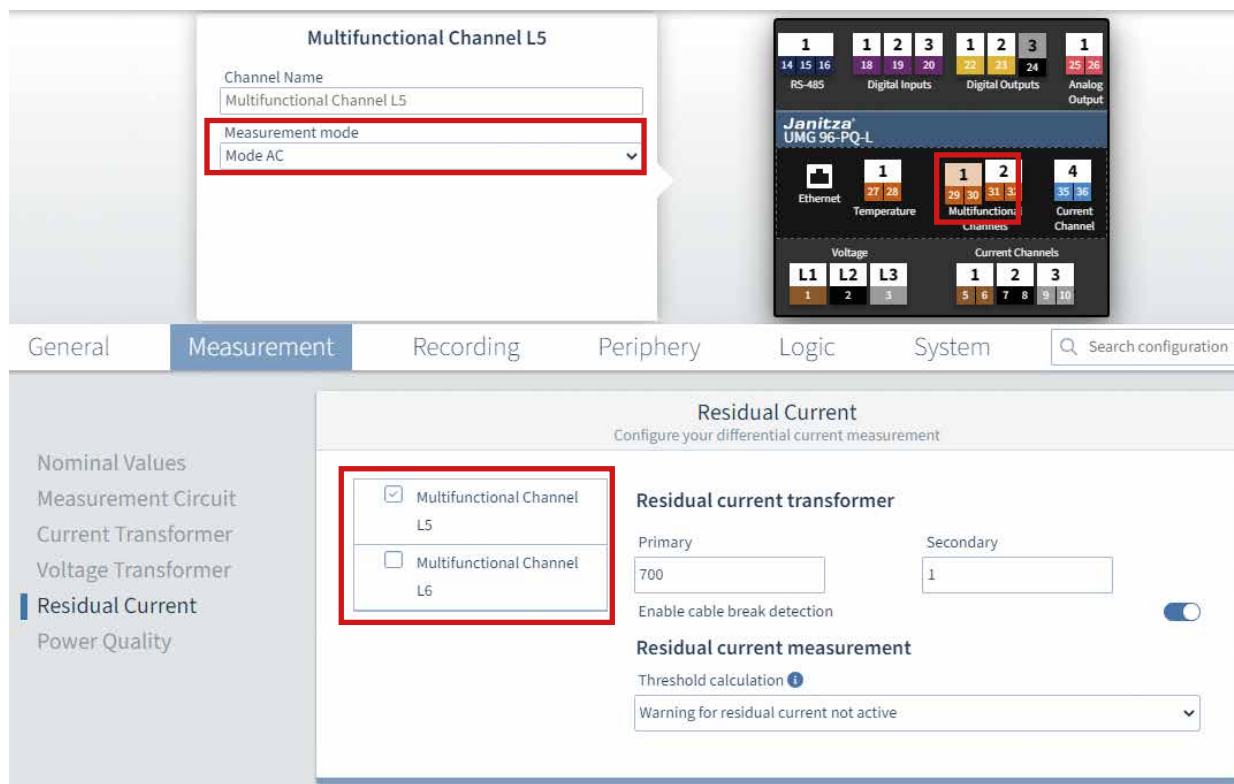 Multifunctional Channel L5
Channel Name
Multifunctional Channel L5
Measurement mode
Mode AC
1 1 2 3 1 2 3 1
14 15 16 18 19 20 22 23 24 25 26
RS-485 Digital Inputs Digital Outputs Analog
Output
Janitza®
UMG 96-PQ-L
1 1 2 4
27 28 29 30 31 32 35 36
Ethernet Temperature Multifunctional Current
Channels Channel
Voltage Current Channels
L1 L2 L3 1 2 3
1 2 3 5 6 7 8 9 10
General Measurement Recording Periphery Logic System Search configuration
Residual Current
Configure your differential current measurement
Nominal Values
Measurement Circuit
Current Transformer
Voltage Transformer
Residual Current
Power Quality
Multifunctional Channel
L5
Multifunctional Channel
L6
Residual current transformer
Primary Secondary
700 1
Enable cable break detection
Residual current measurement
Threshold calculation i
Warning for residual current not active